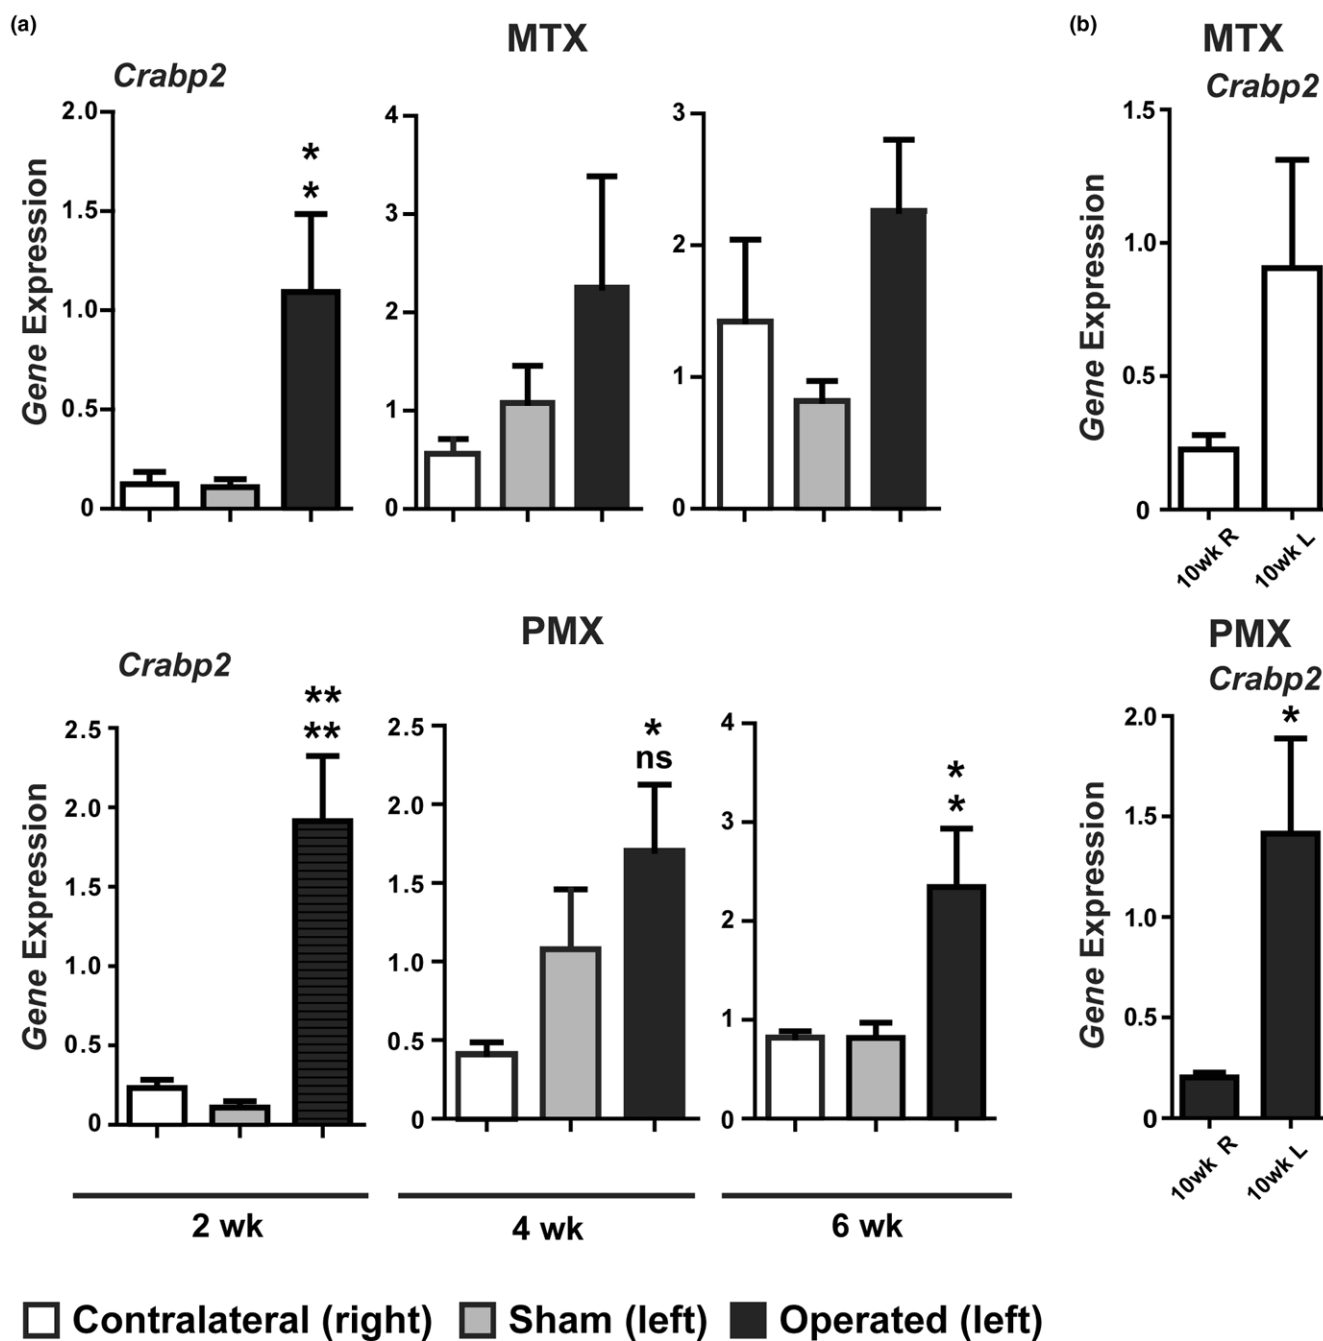 (a)
MTX
Crabp2
Gene Expression
2.0
1.5
1.0
0.5
0
*
*
4
3
2
1
0
3
2
1
0
(b)
MTX
Crabp2
Gene Expression
1.5
1.0
0.5
0
10wk R
10wk L
PMX
Crabp2
Gene Expression
2.5
2.0
1.5
1.0
0.5
0
**
**
2.5
2.0
1.5
1.0
0.5
0
*
ns
4
3
2
1
0
*
*
PMX
Crabp2
Gene Expression
2.0
1.5
1.0
0.5
0
*
10wk R
10wk L
2 wk
4 wk
6 wk
Contralateral (right)
Sham (left)
Operated (left)